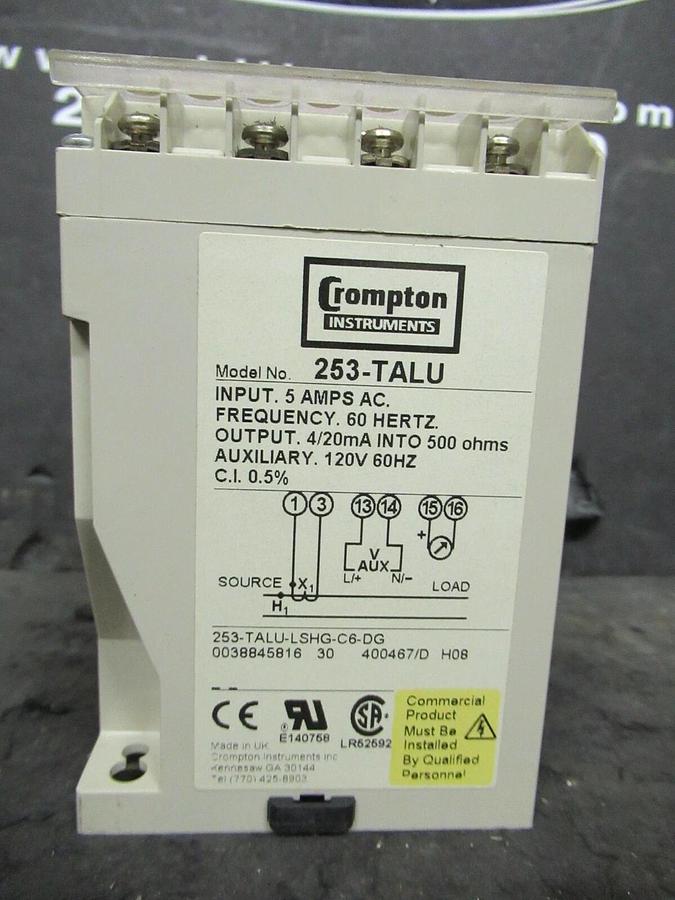 Crompton
INSTRUMENTS
Model No. 253-TALU
INPUT. 5 AMPS AC.
FREQUENCY. 60 HERTZ.
OUTPUT. 4/20mA INTO 500 ohms
AUXILIARY. 120V 60HZ
C.I. 0.5%
1 3 13 14 15 16
+
V
AUX
L/+ N/–
SOURCE X1 LOAD
H1
253-TALU-LSHG-C6-DG
0038845816 30 400467/D H08
CE
E140758
LR52592
Made in UK
Crompton Instruments Inc
Kennesaw GA 30144
Tel (770) 425-8903
Commercial
Product
Must Be
Installed
By Qualified
Personnel